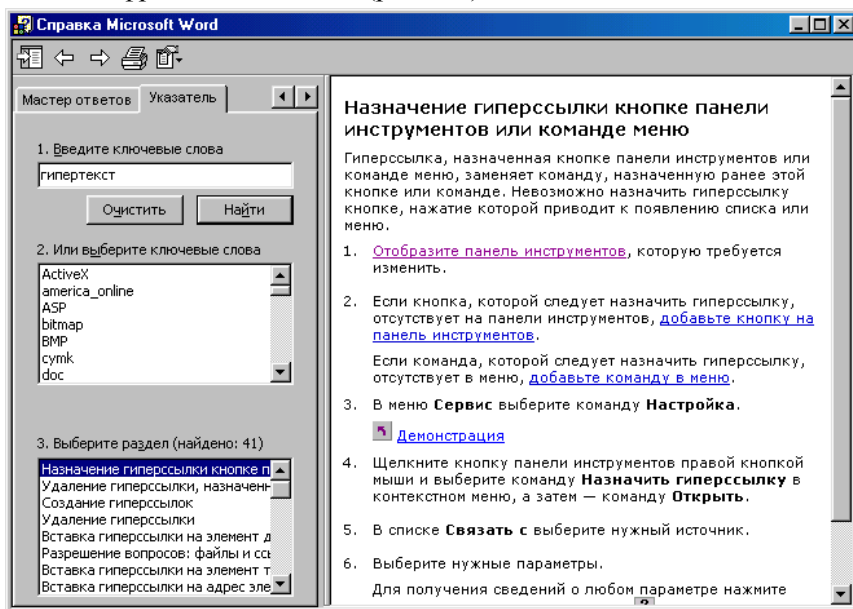 Справка Microsoft Word
Мастер ответов
Указатель
1. Введите ключевые слова
гипертекст
Очистить
Найти
2. Или выберите ключевые слова
ActiveX
america_online
ASP
bitmap
BMP
cymk
doc
3. Выберите раздел (найдено: 41)
Назначение гиперссылки кнопке п
Удаление гиперссылки, назначенн
Создание гиперссылок
Удаление гиперссылки
Вставка гиперссылки на элемент д
Разрешение вопросов: файлы и ссы
Вставка гиперссылки на элемент т
Вставка гиперссылки на адрес эле
Назначение гиперссылки кнопке панели
инструментов или команде меню
Гиперссылка, назначенная кнопке панели инструментов или
команде меню, заменяет команду, назначенную ранее этой
кнопке или команде. Невозможно назначить гиперссылку
кнопке, нажатие которой приводит к появлению списка или
меню.
1. Отобразите панель инструментов, которую требуется
изменить.
2. Если кнопка, которой следует назначить гиперссылку,
отсутствует на панели инструментов, добавьте кнопку на
панель инструментов.
Если команда, которой следует назначить гиперссылку,
отсутствует в меню, добавьте команду в меню.
3. В меню Сервис выберите команду Настройка.
Демонстрация
4. Щелкните кнопку панели инструментов правой кнопкой
мыши и выберите команду Назначить гиперссылку в
контекстном меню, а затем — команду Открыть.
5. В списке Связать с выберите нужный источник.
6. Выберите нужные параметры.
Для получения сведений о любом параметре нажмите